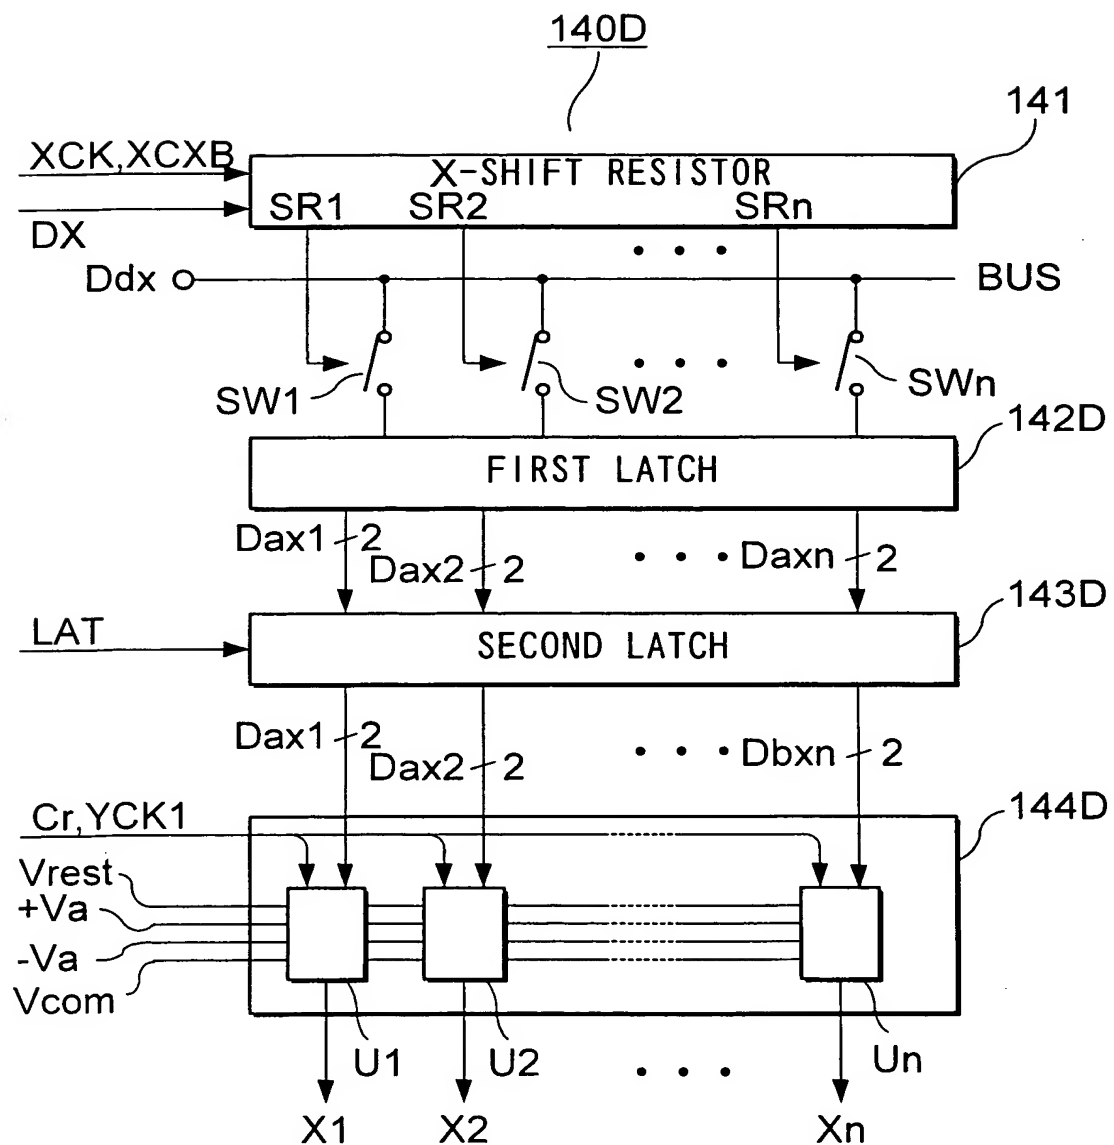 140D
141
XCK,XCXB
X-SHIFT RESISTOR
SR1 SR2 SRn
DX
Ddx BUS
SW1 SW2 SWn
142D
FIRST LATCH
Dax1 2 Dax2 2 Daxn 2
143D
LAT
SECOND LATCH
Dax1 2 Dax2 2 Dbxn 2
144D
Cr,YCK1
Vrest
+Va
-Va
Vcom
U1 U2 Un
X1 X2 Xn